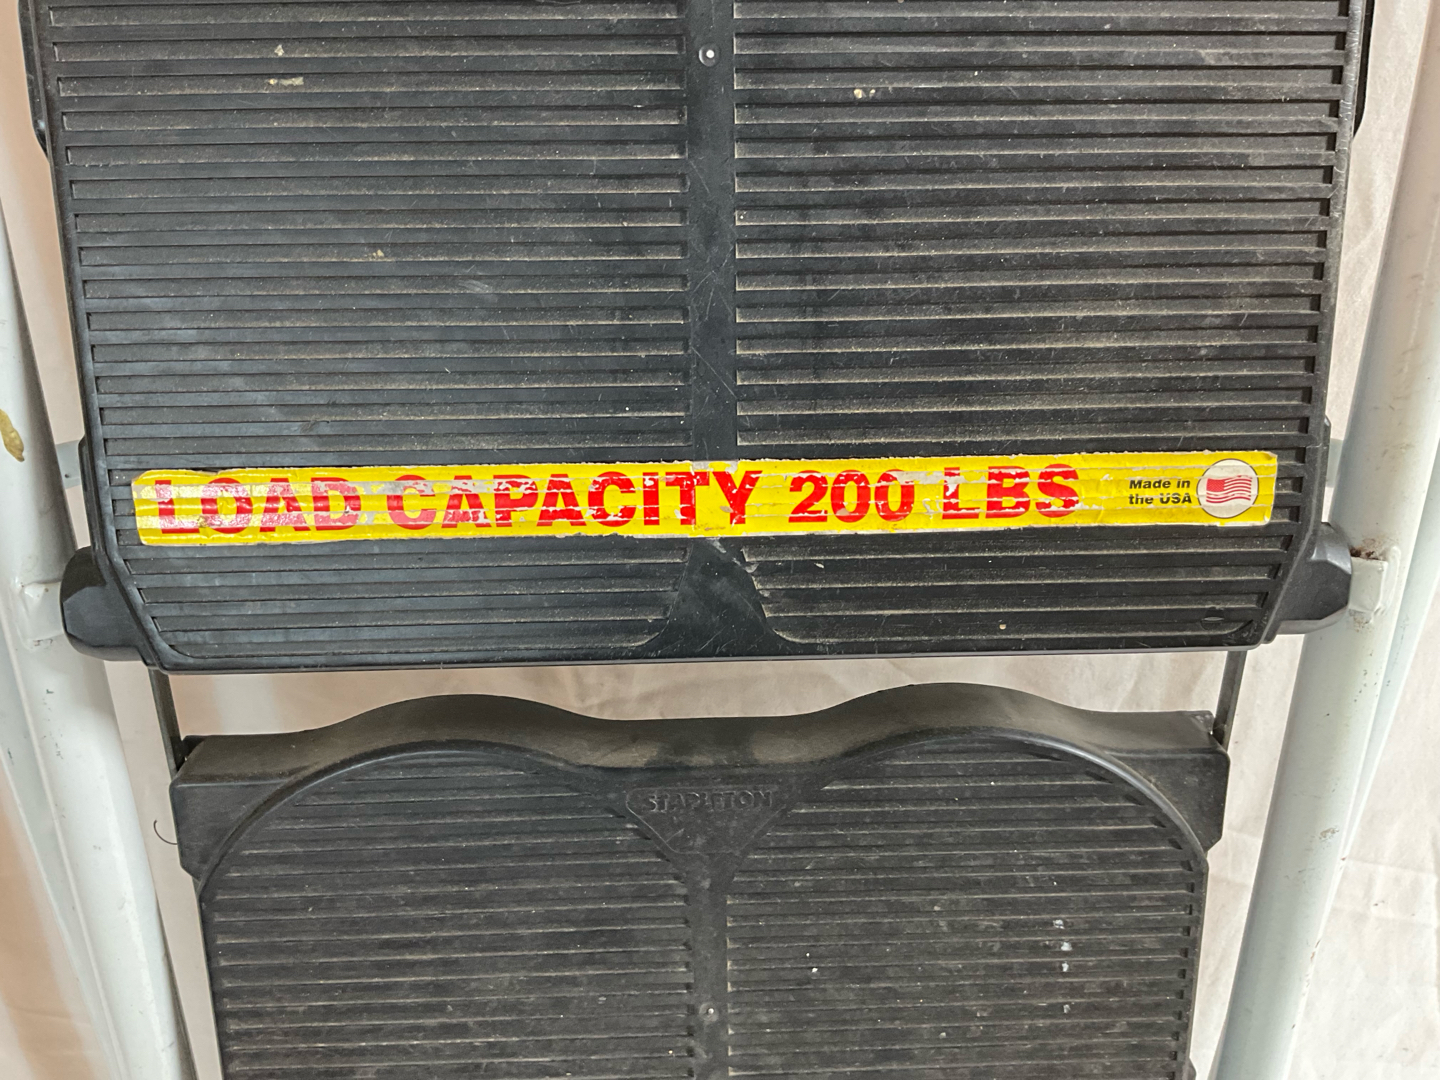 LOAD CAPACITY 200 LBS
Made in
the USA
STAPLETON